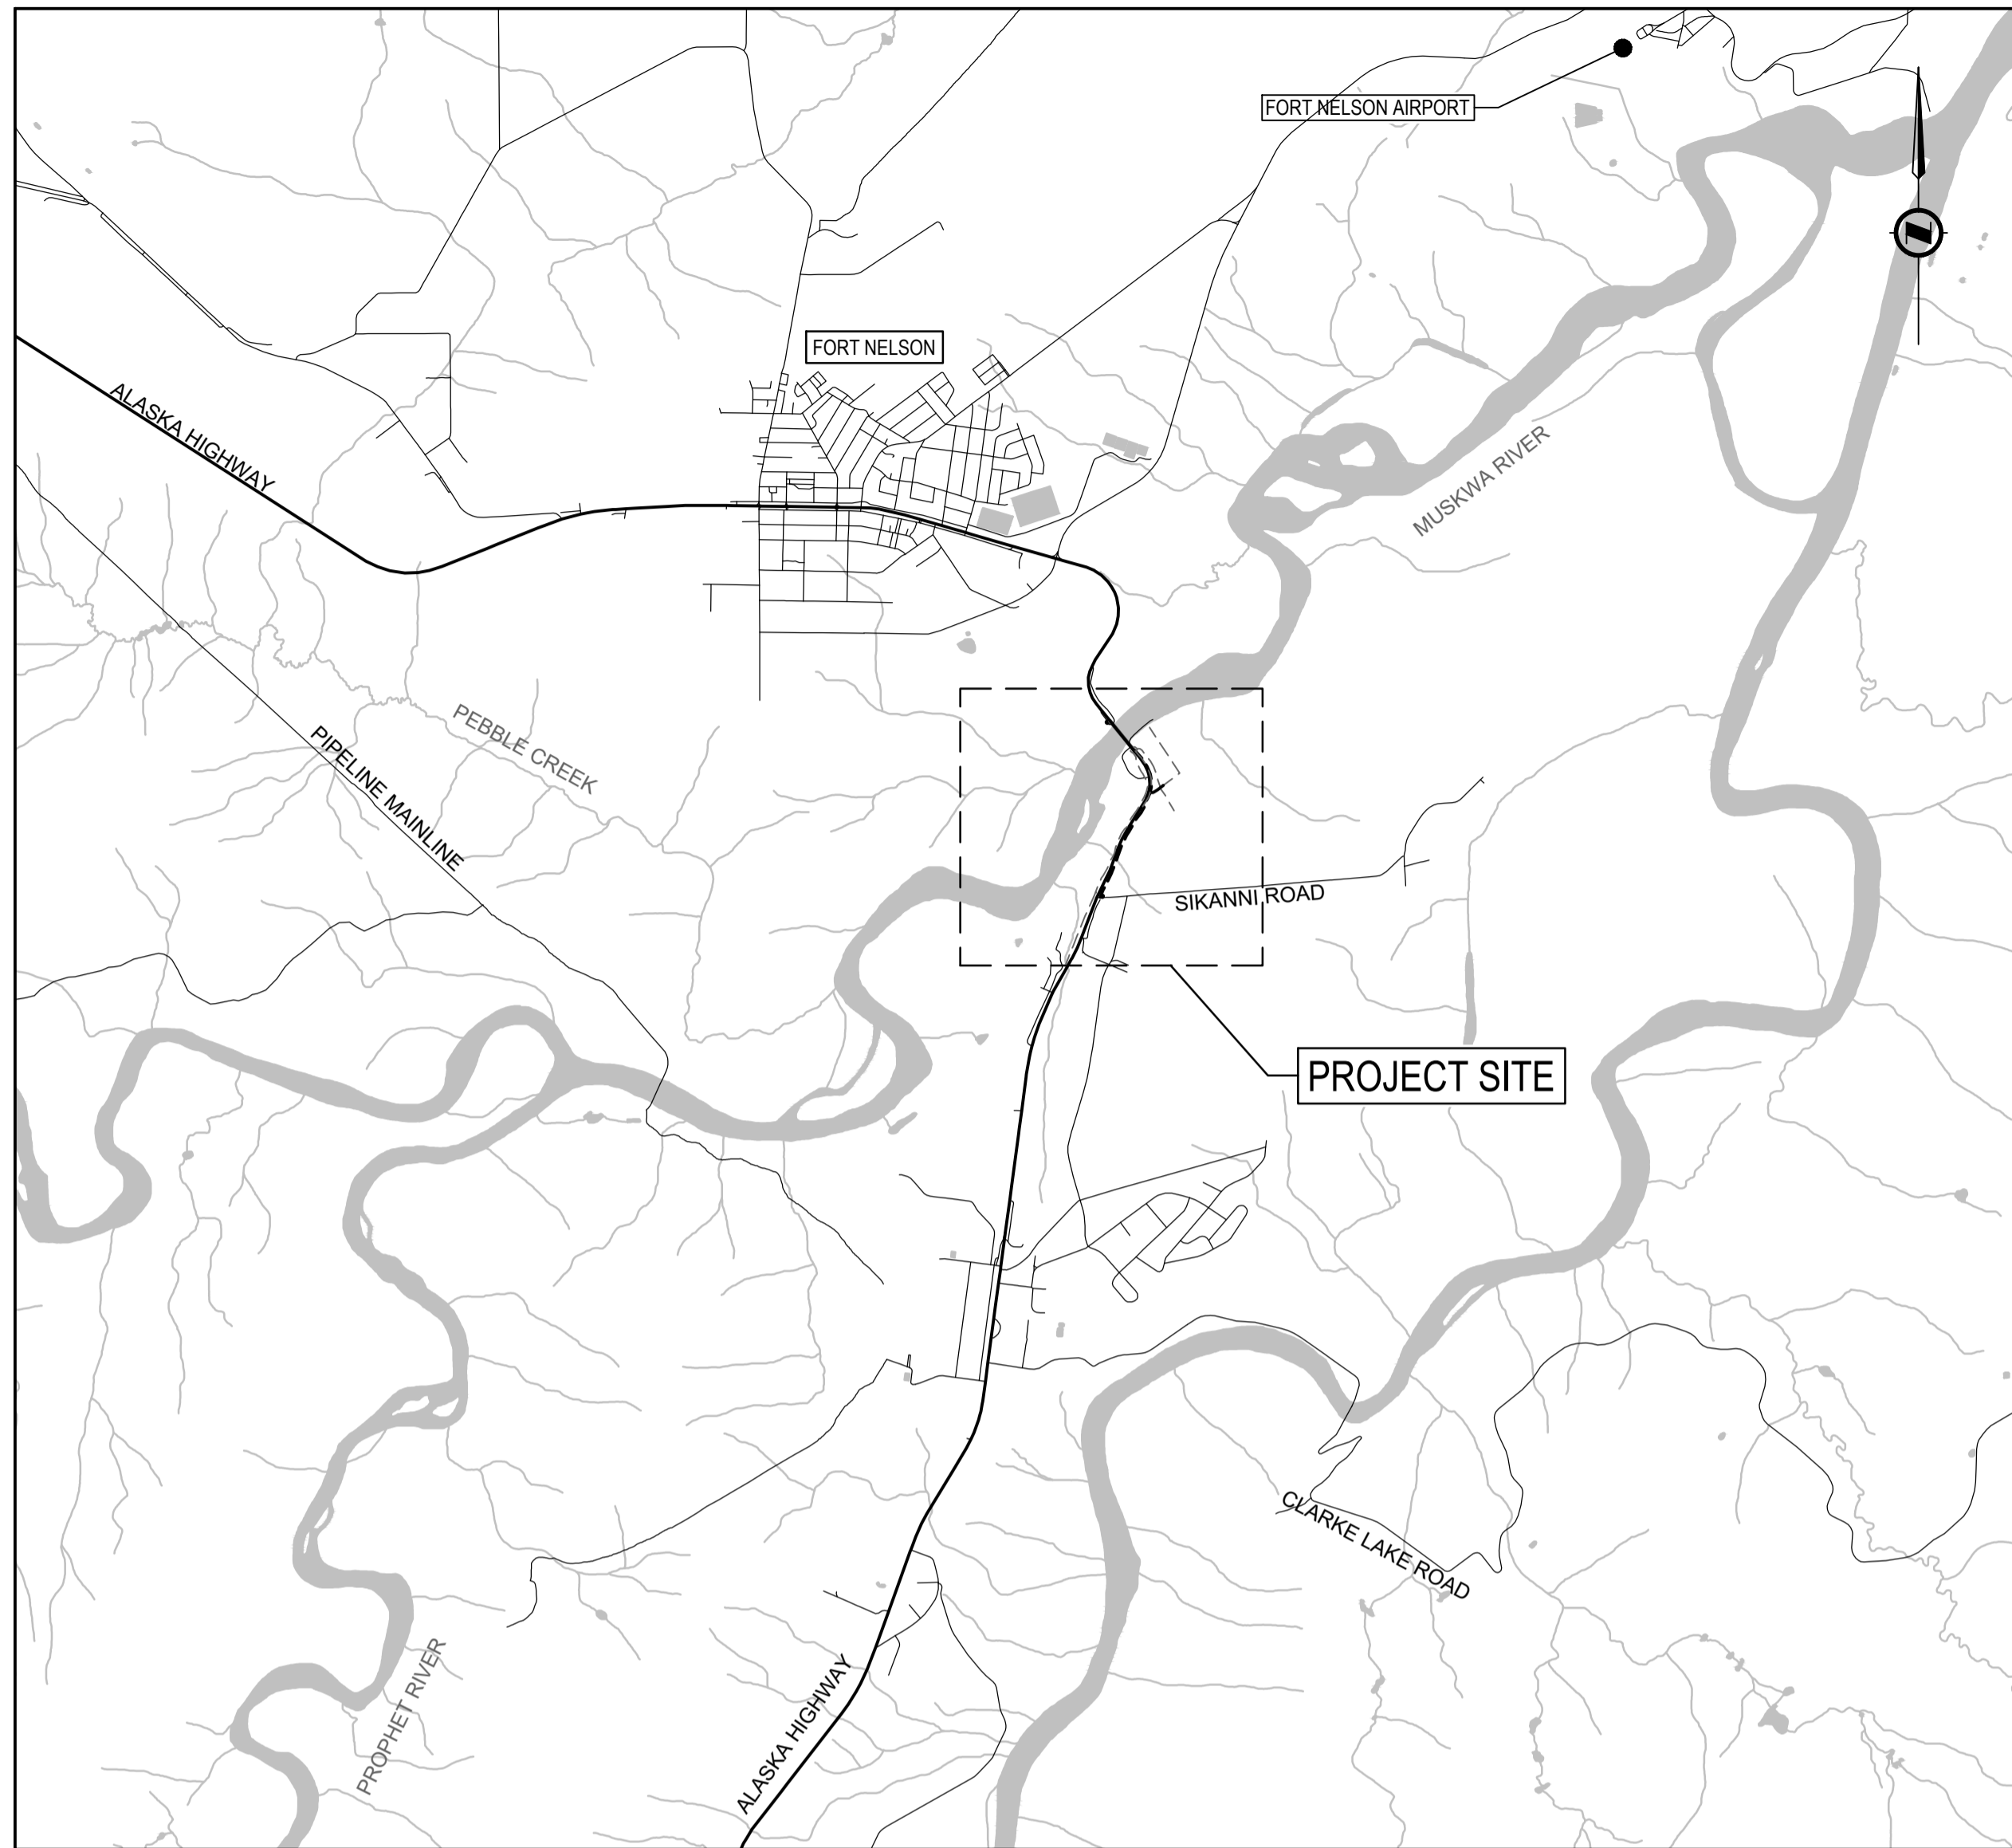 FORT NELSON AIRPORT
FORT NELSON
ALASKA HIGHWAY
MUSKWA RIVER
PEBBLE CREEK
PIPELINE MAINLINE
SIKANNI ROAD
PROJECT SITE
CLARKE LAKE ROAD
PROPHET RIVER
ALASKA HIGHWAY
N